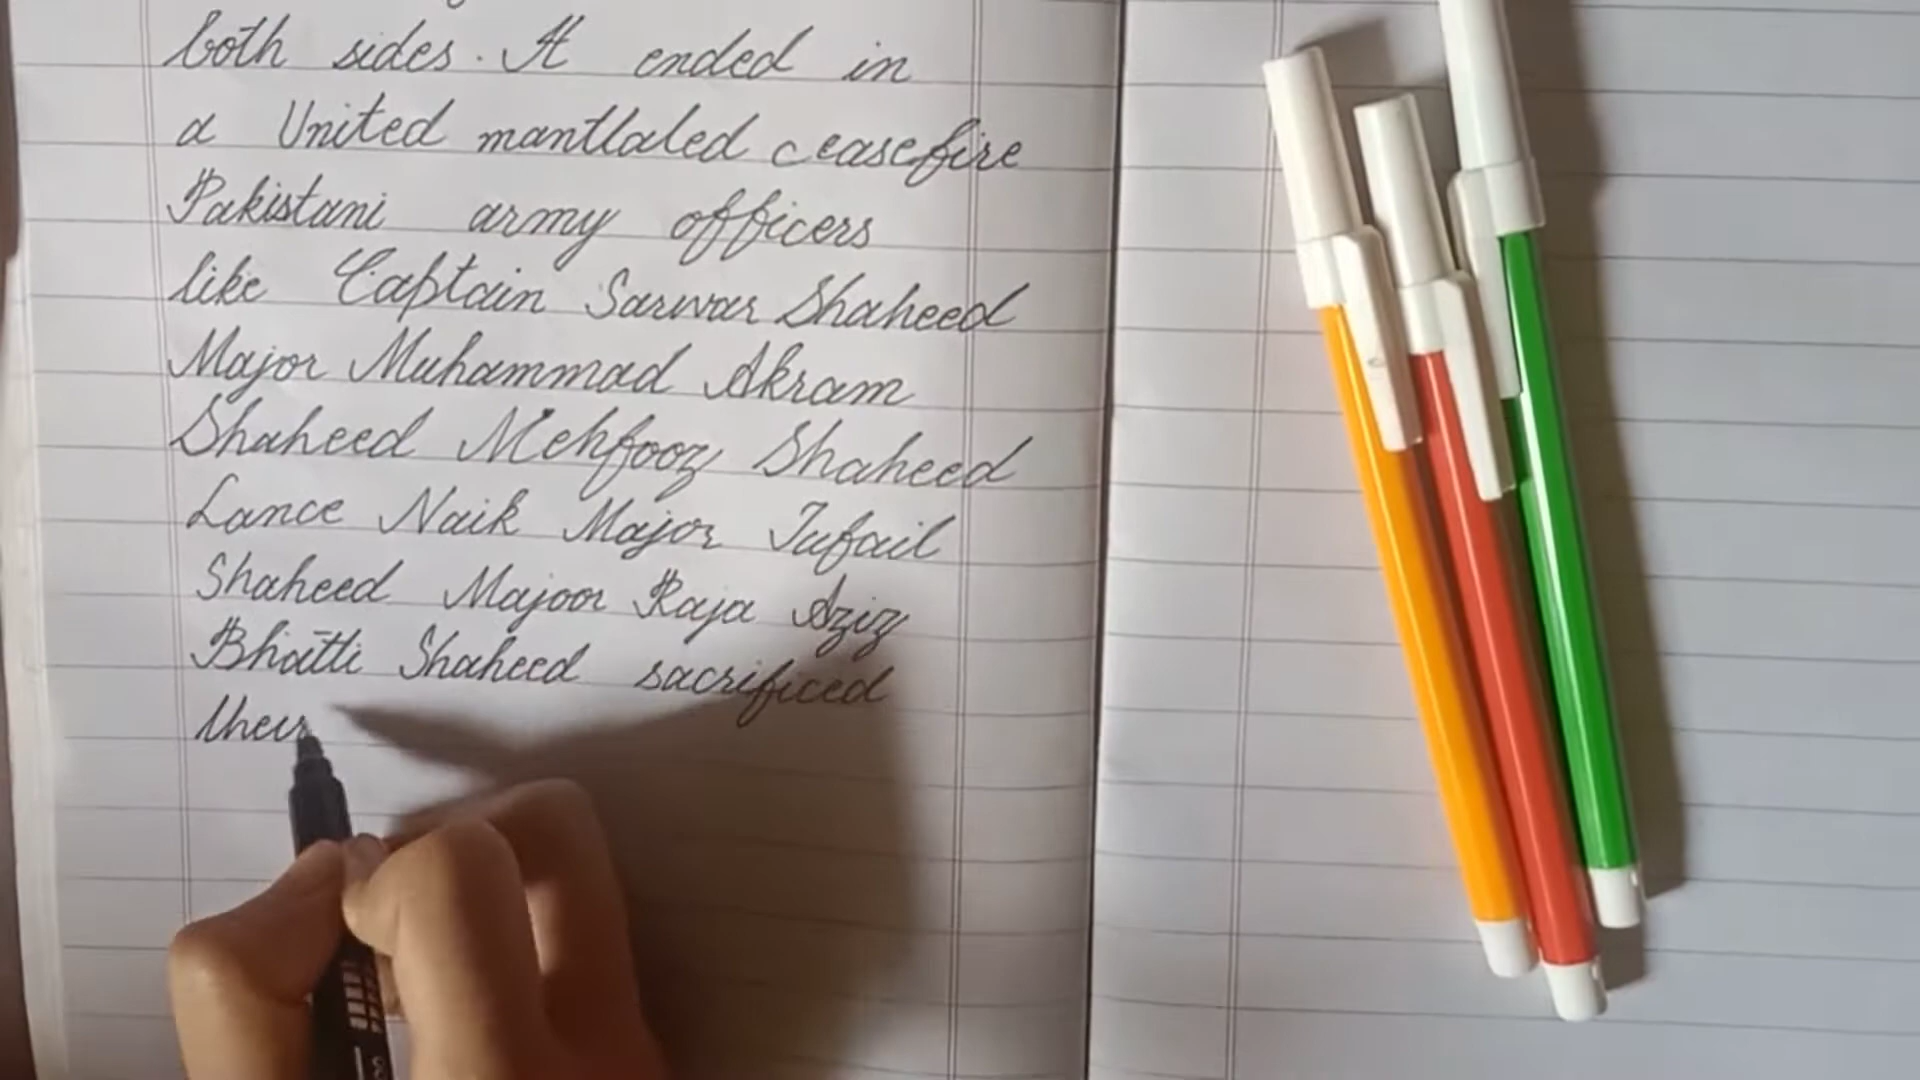 both sides. It ended in
a United mantlaled ceasefire
Pakistani army officers
like Captain Sarwar Shaheed
Major Muhammad Akram
Shaheed Mehfooz Shaheed
Lance Naik Major Tufail
Shaheed Majoor Raja Aziz
Bhatti Shaheed sacrificed
their